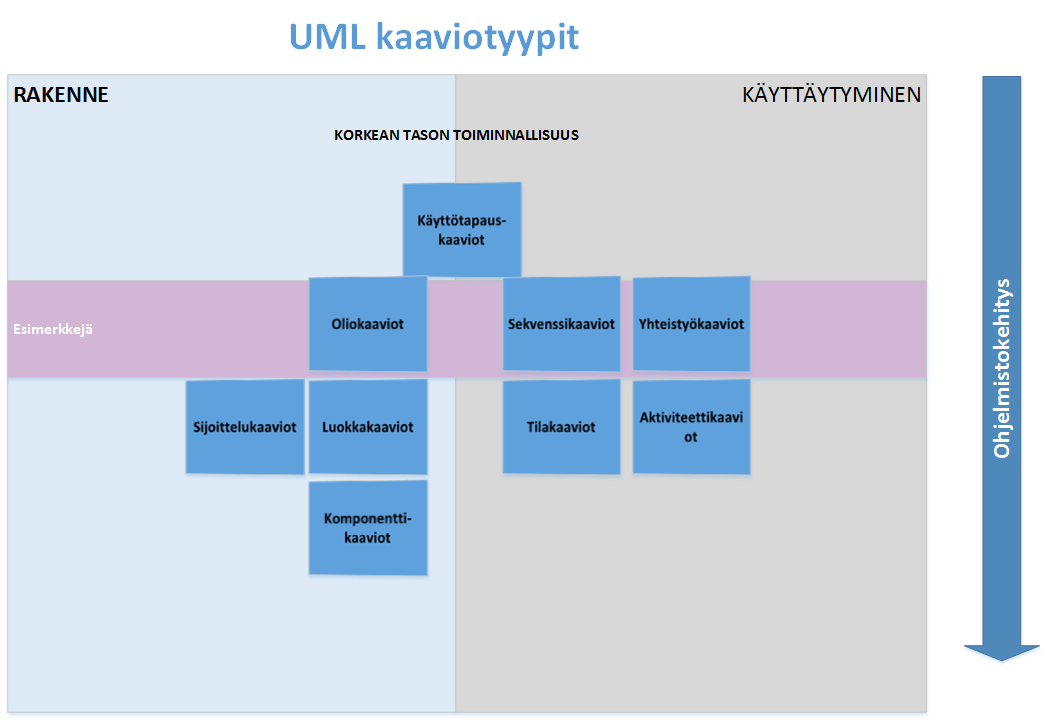 UML kaaviotyypit
RAKENNE
KÄYTTÄYTYMINEN
KORKEAN TASON TOIMINNALLISUUS
Käyttötapaus-
kaaviot
Esimerkkejä
Oliokaaviot
Sekvenssikaaviot
Yhteistyökaaviot
Sijoittelukaaviot
Luokkakaaviot
Tilakaaviot
Aktiviteettikaavi
ot
Komponentti-
kaaviot
Ohjelmistokehitys